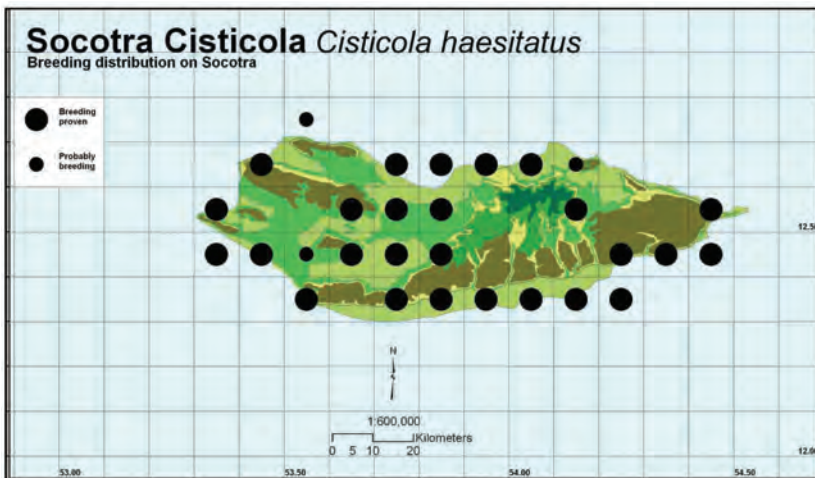 Socotra Cisticola Cisticola haesitatus
Breeding distribution on Socotra
Breeding
proven
Probably
breeding
12.50
N
1:600,000
Kilometers
0 5 10 20
12.00
53.00 53.50 54.00 54.50